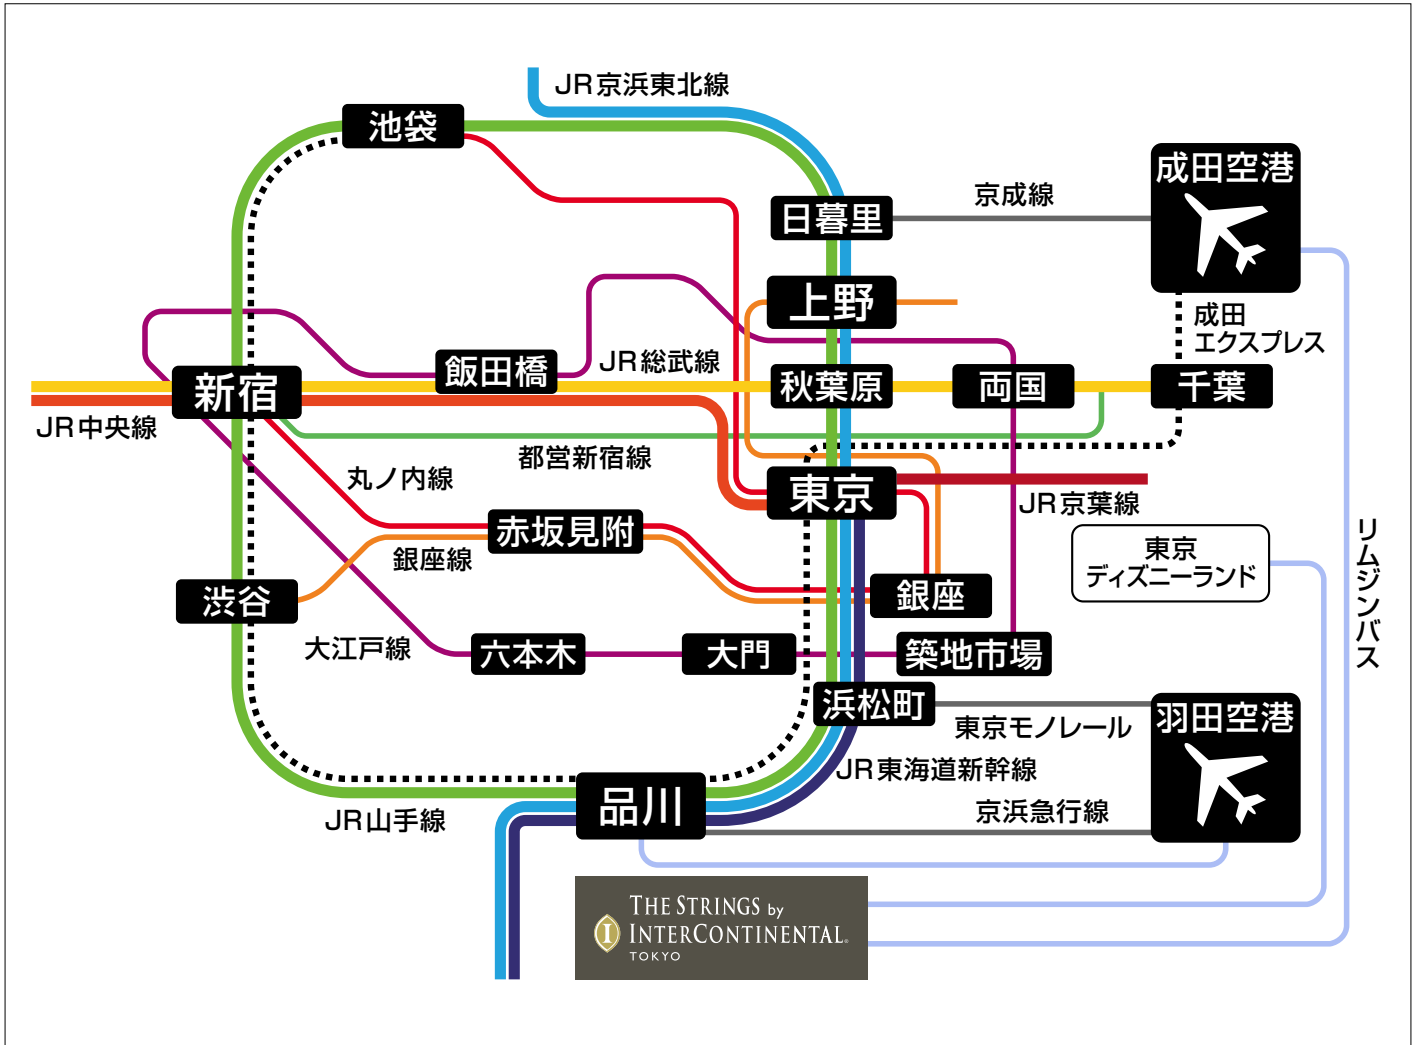 JR京浜東北線
池袋
成田空港
京成線
日暮里
上野
成田
エクスプレス
JR総武線
飯田橋
新宿
秋葉原
両国
千葉
JR中央線
都営新宿線
丸ノ内線
東京
JR京葉線
赤坂見附
銀座線
東京
ディズニーランド
リムジンバス
渋谷
銀座
大江戸線
六本木
大門
築地市場
浜松町
羽田空港
東京モノレール
JR東海道新幹線
品川
JR山手線
京浜急行線
THE STRINGS by
INTERCONTINENTAL®
TOKYO